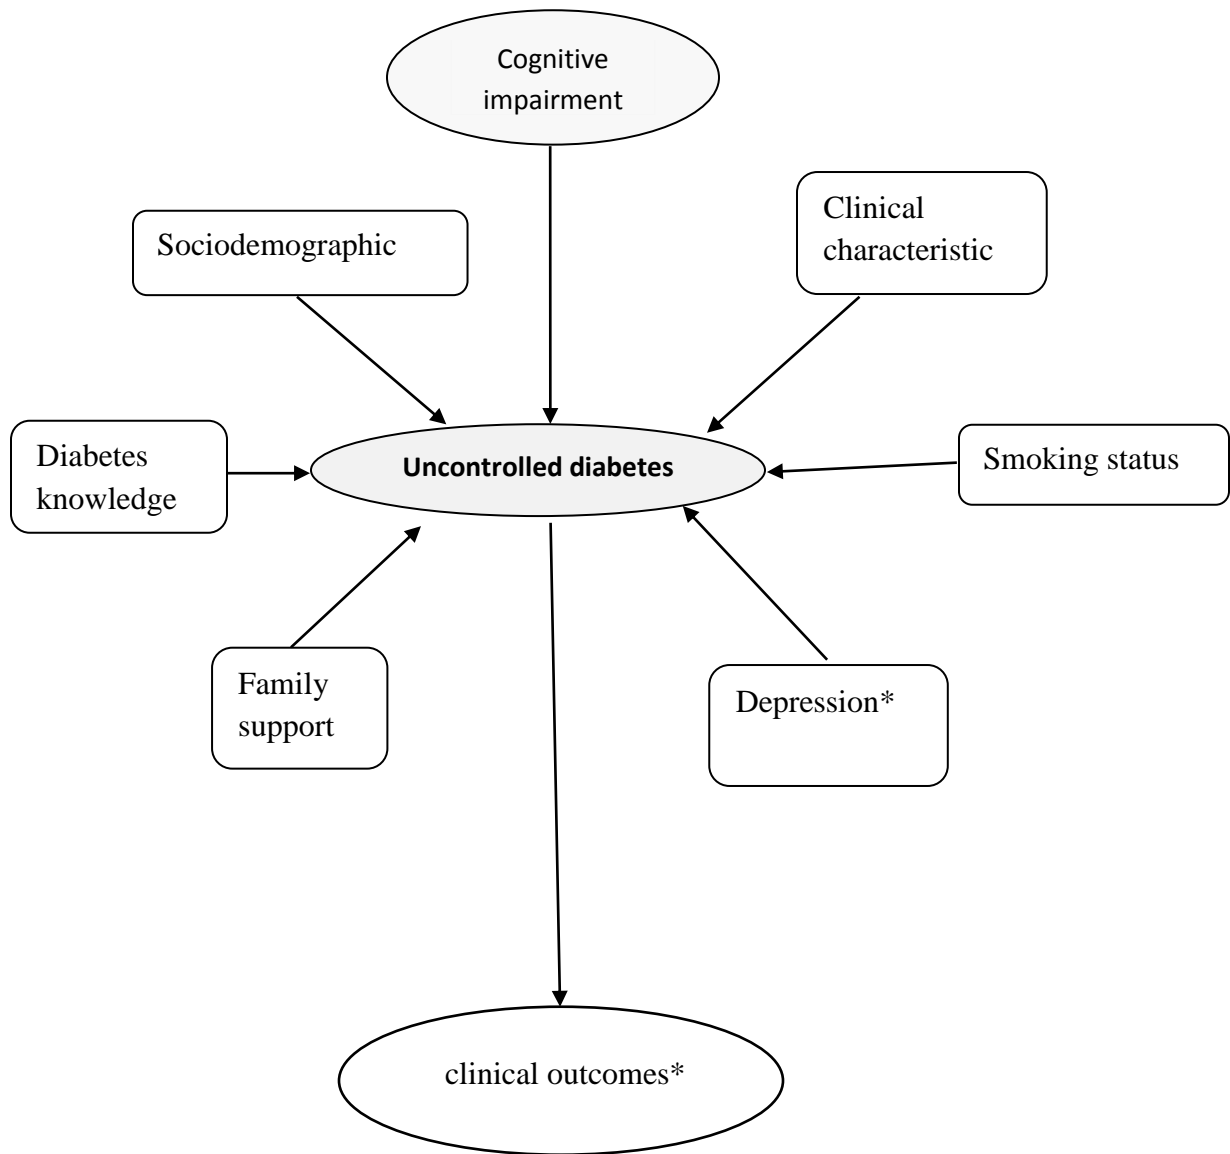 Cognitive
impairment
Clinical
characteristic
Sociodemographic
Diabetes
knowledge
Uncontrolled diabetes
Smoking status
Family
support
Depression*
clinical outcomes*